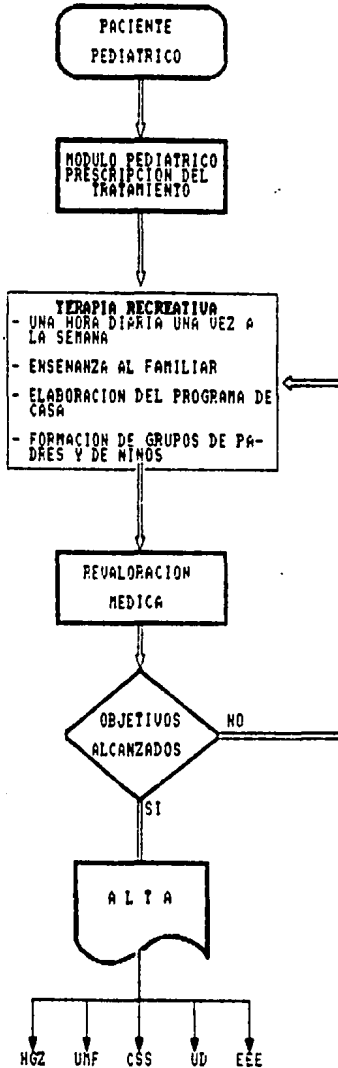 PACIENTE
PEDIATRICO
MODULO PEDIATRICO
PRESCRIPCION DEL
TRATAMIENTO
TERAPIA RECREATIVA
- UNA HORA DIARIA UNA VEZ A
LA SEMANA
- ENSENANZA AL FAMILIAR
- ELABORACION DEL PROGRAMA DE
CASA
- FORMACION DE GRUPOS DE PA-
DRES Y DE NINOS
REVALORACION
MEDICA
OBJETIVOS
ALCANZADOS
NO
SI
A L T A
HGZ UMF CSS UD EEE